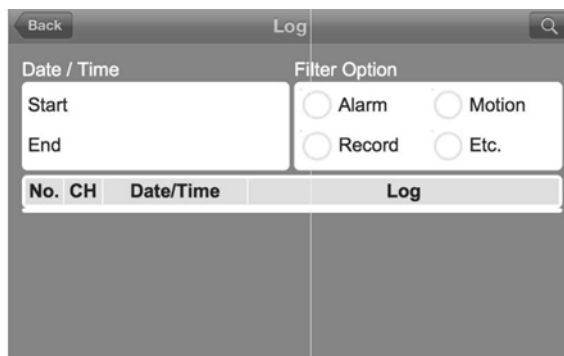 Back Log
Date / Time Filter Option
Start Alarm Motion
End Record Etc.
No. CH Date/Time Log